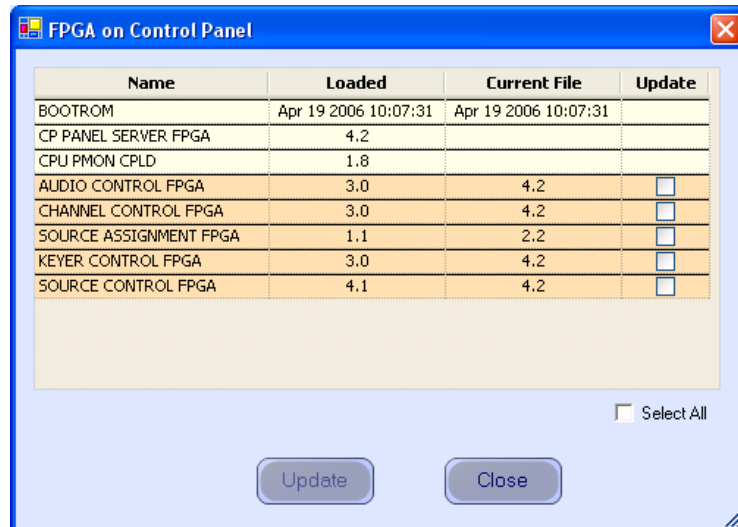 FPGA on Control Panel
Name Loaded Current File Update
BOOTROM Apr 19 2006 10:07:31 Apr 19 2006 10:07:31
CP PANEL SERVER FPGA 4.2
CPU PMON CPLD 1.8
AUDIO CONTROL FPGA 3.0 4.2
CHANNEL CONTROL FPGA 3.0 4.2
SOURCE ASSIGNMENT FPGA 1.1 2.2
KEYER CONTROL FPGA 3.0 4.2
SOURCE CONTROL FPGA 4.1 4.2
Select All
Update Close